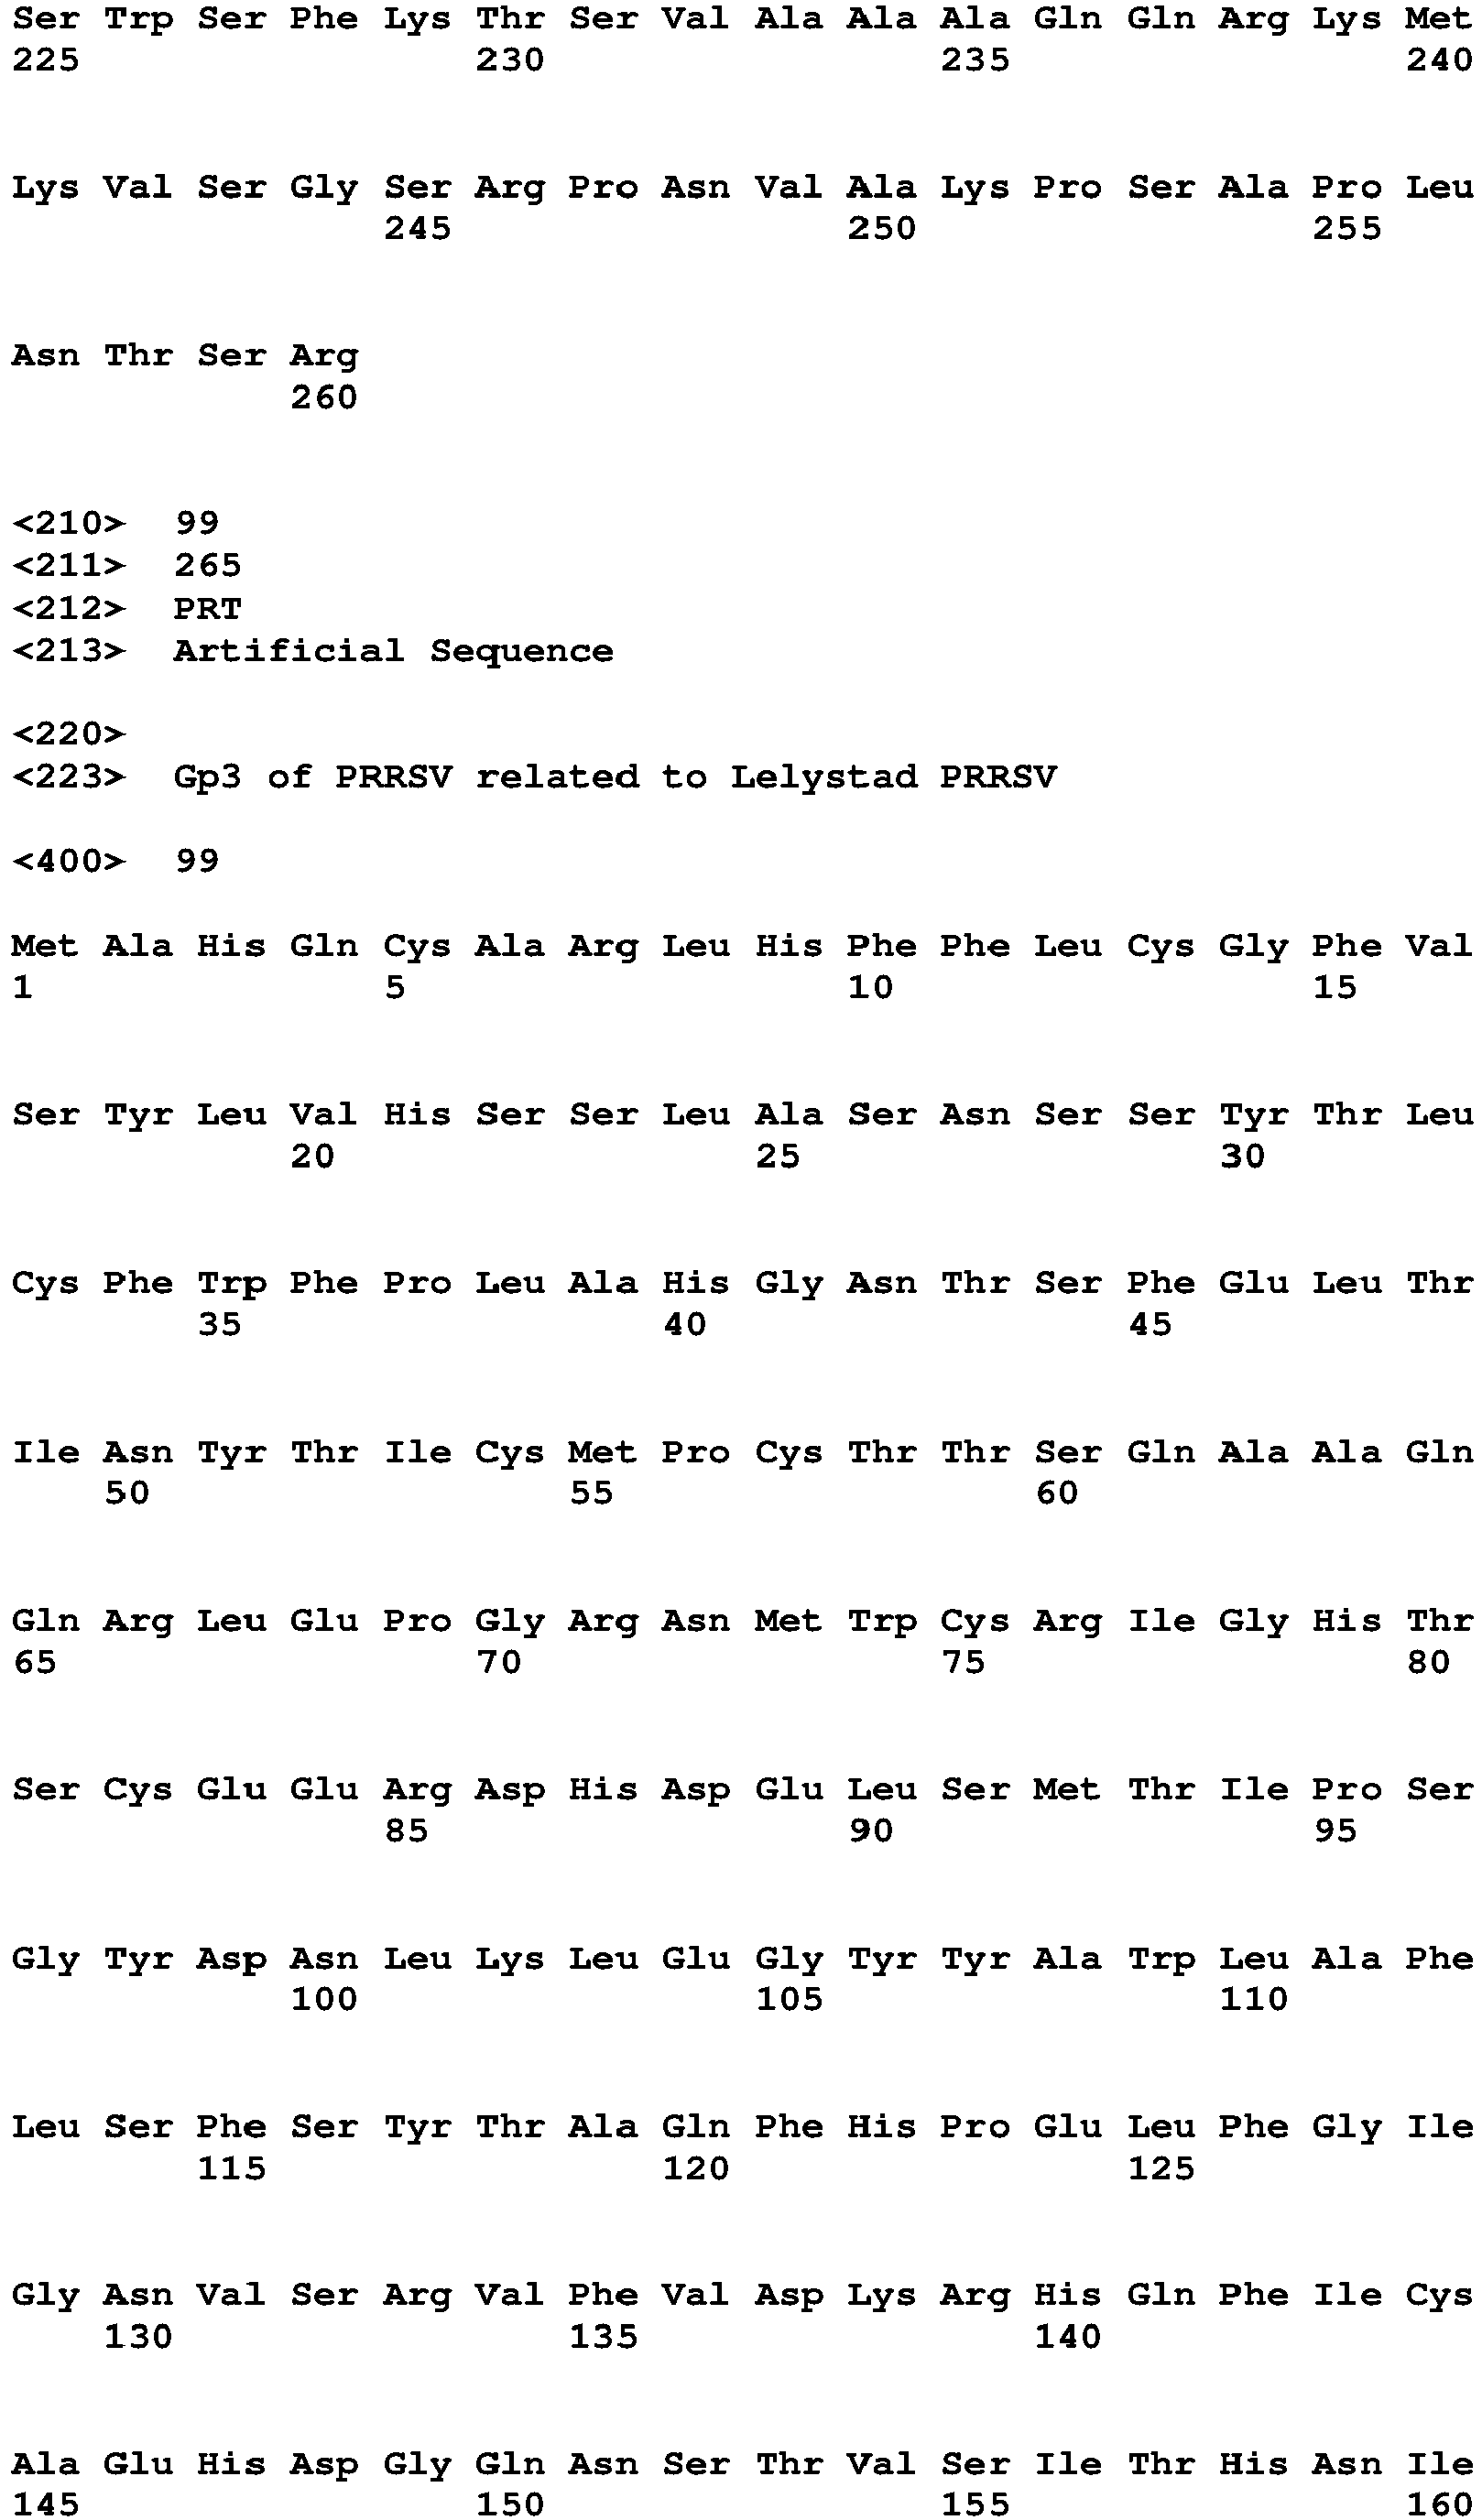 Ser Trp Ser Phe Lys Thr Ser Val Ala Ala Ala Gln Gln Arg Lys Met
225 230 235 240
Lys Val Ser Gly Ser Arg Pro Asn Val Ala Lys Pro Ser Ala Pro Leu
245 250 255
Asn Thr Ser Arg
260
<210> 99
<211> 265
<212> PRT
<213> Artificial Sequence
<220>
<223> Gp3 of PRRSV related to Lelystad PRRSV
<400> 99
Met Ala His Gln Cys Ala Arg Leu His Phe Phe Leu Cys Gly Phe Val
1 5 10 15
Ser Tyr Leu Val His Ser Ser Leu Ala Ser Asn Ser Ser Tyr Thr Leu
20 25 30
Cys Phe Trp Phe Pro Leu Ala His Gly Asn Thr Ser Phe Glu Leu Thr
35 40 45
Ile Asn Tyr Thr Ile Cys Met Pro Cys Thr Thr Ser Gln Ala Ala Gln
50 55 60
Gln Arg Leu Glu Pro Gly Arg Asn Met Trp Cys Arg Ile Gly His Thr
65 70 75 80
Ser Cys Glu Glu Arg Asp His Asp Glu Leu Ser Met Thr Ile Pro Ser
85 90 95
Gly Tyr Asp Asn Leu Lys Leu Glu Gly Tyr Tyr Ala Trp Leu Ala Phe
100 105 110
Leu Ser Phe Ser Tyr Thr Ala Gln Phe His Pro Glu Leu Phe Gly Ile
115 120 125
Gly Asn Val Ser Arg Val Phe Val Asp Lys Arg His Gln Phe Ile Cys
130 135 140
Ala Glu His Asp Gly Gln Asn Ser Thr Val Ser Ile Thr His Asn Ile
145 150 155 160